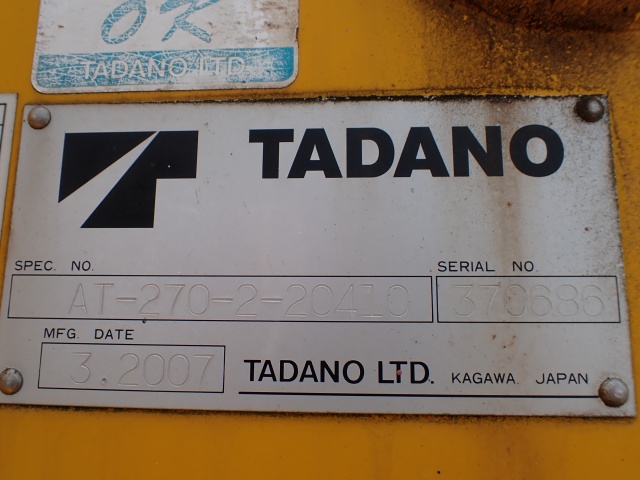 OK
TADANO LTD.
TADANO
SPEC. NO.
SERIAL NO.
AT-270-2-20410
370686
MFG. DATE
3.2007
TADANO LTD. KAGAWA JAPAN